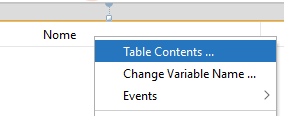 Nome
Table Contents ...
Change Variable Name ...
Events